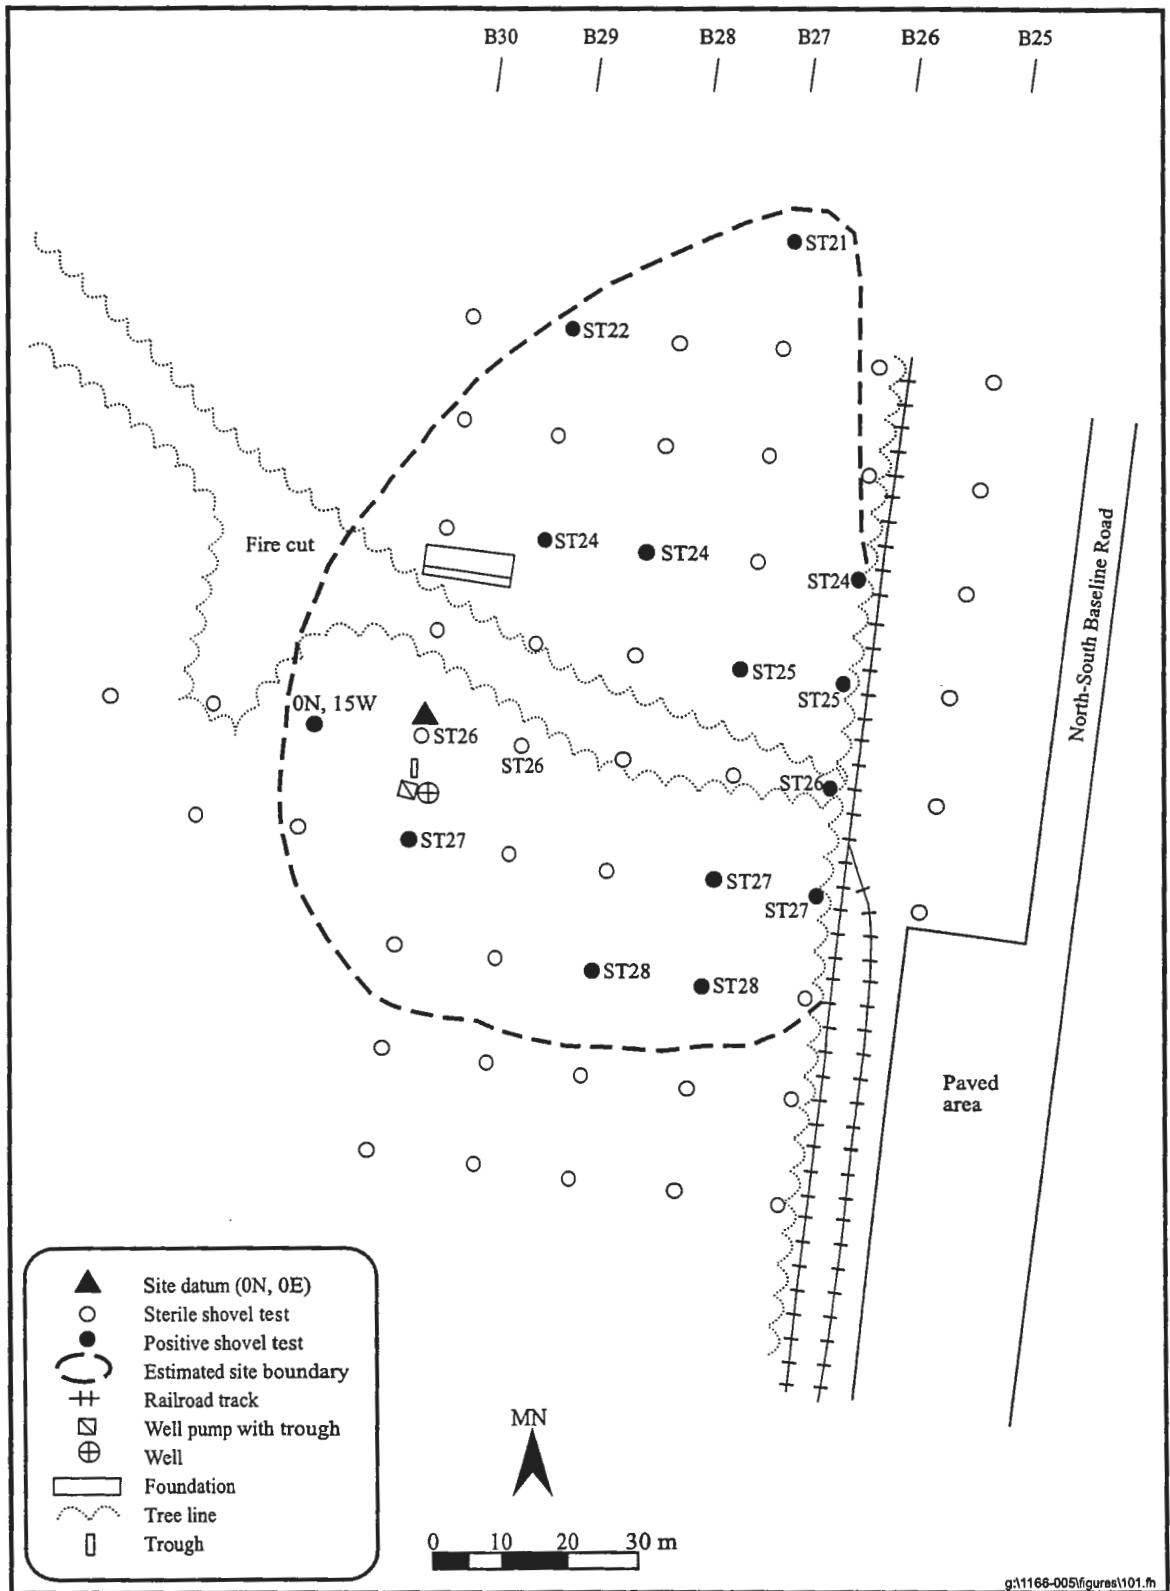 B30 B29 B28 B27 B26 B25
ST21
ST22
Fire cut
ST24
ST24
ST24
North-South Baseline Road
ST25
ST25
0N, 15W
ST26
ST26
ST26
ST27
ST27
ST27
ST28
ST28
Paved
area
Site datum (0N, 0E)
Sterile shovel test
Positive shovel test
Estimated site boundary
Railroad track
Well pump with trough
Well
Foundation
Tree line
Trough
MN
0 10 20 30 m
g:\1166-005\figures\101.fh